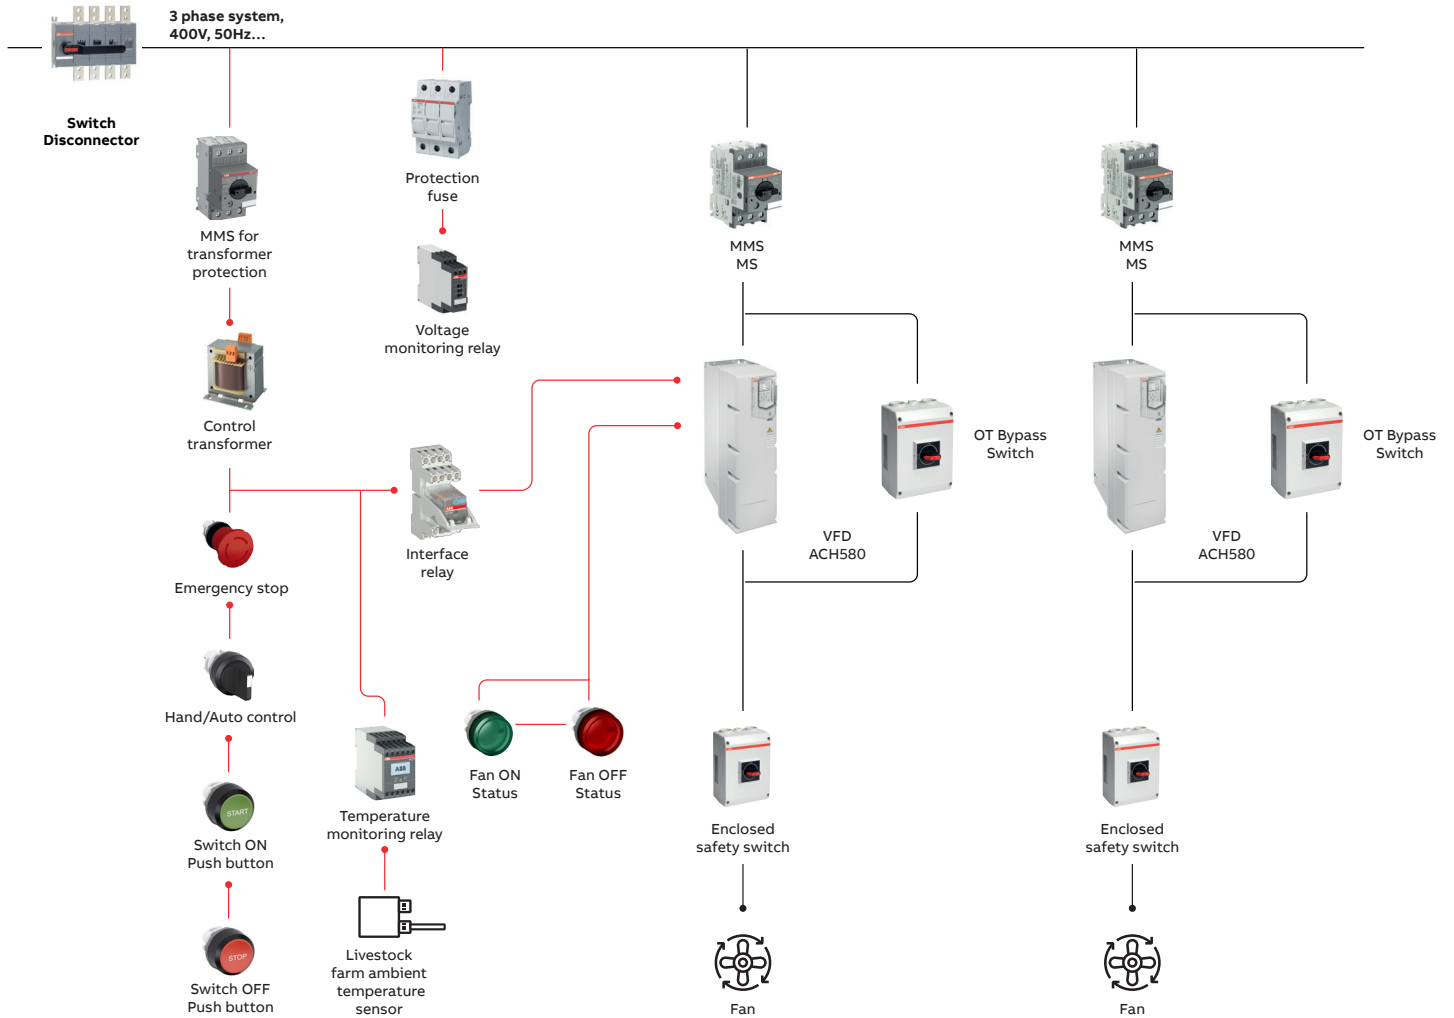 3 phase system,
400V, 50Hz...
Switch
Disconnector
MMS for
transformer
protection
Control
transformer
Emergency stop
Hand/Auto control
START
Switch ON
Push button
STOP
Switch OFF
Push button
Protection
fuse
Voltage
monitoring relay
Interface
relay
ABB
Temperature
monitoring relay
Livestock
farm ambient
temperature
sensor
Fan ON
Status
Fan OFF
Status
MMS
MS
OT Bypass
Switch
VFD
ACH580
Enclosed
safety switch
Fan
MMS
MS
OT Bypass
Switch
VFD
ACH580
Enclosed
safety switch
Fan